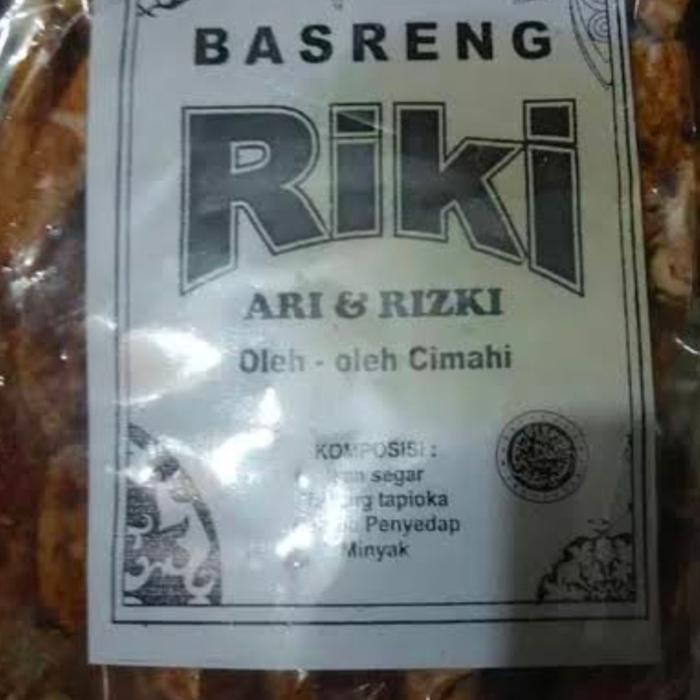 BASRENG
Riki
ARI & RIZKI
Oleh - oleh Cimahi
KOMPOSISI :
segar
tapioka
Penyedap
Minyak